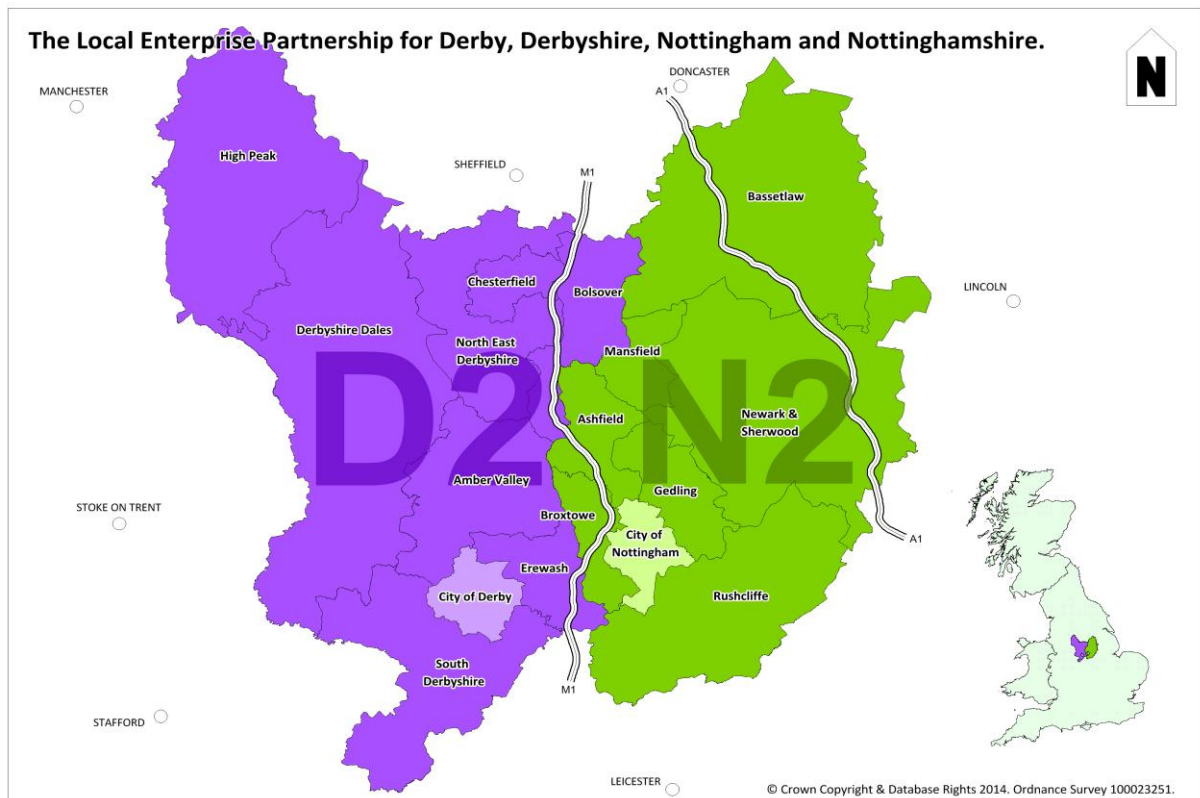 The Local Enterprise Partnership for Derby, Derbyshire, Nottingham and Nottinghamshire.
N
MANCHESTER
DONCASTER
A1
High Peak
SHEFFIELD
M1
Bassetlaw
Chesterfield
Bolsover
LINCOLN
Derbyshire Dales
North East
Derbyshire
Mansfield
D2 N2
Ashfield
Newark &
Sherwood
Amber Valley
Gedling
STOKE ON TRENT
Broxtowe
City of
Nottingham
A1
Erewash
City of Derby
Rushcliffe
South
Derbyshire
M1
STAFFORD
LEICESTER
© Crown Copyright & Database Rights 2014. Ordnance Survey 100023251.